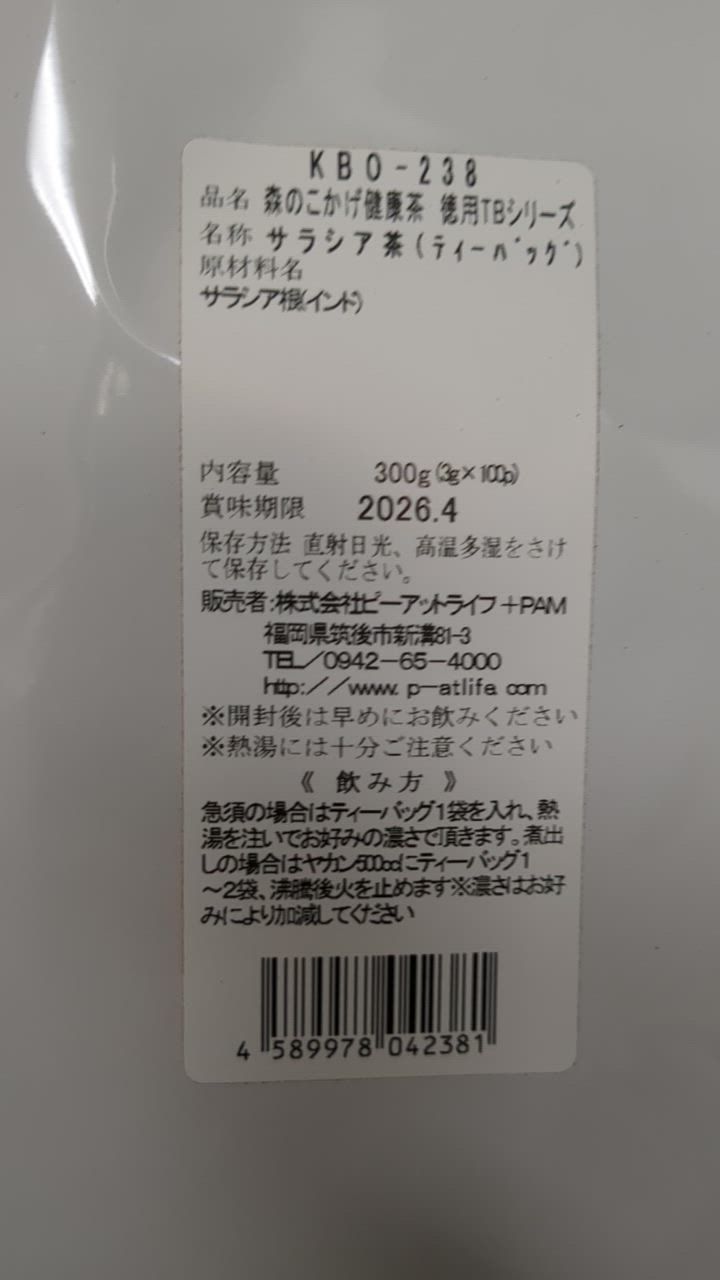 KBO-238
品名 森のこかげ健康茶 徳用TBシリーズ
名称 サラシア茶(ティーバッグ)
原材料名
サラシア根(インド)
内容量 300g(3g×100p)
賞味期限 2026.4
保存方法 直射日光、高温多湿をさけ
て保存してください。
販売者:株式会社ピーアットライフ+PAM
福岡県筑後市新溝81-3
TEL/0942-65-4000
http://www.p-atlife.com
※開封後は早めにお飲みください
※熱湯には十分ご注意ください
《 飲み方 》
急須の場合はティーバッグ1袋を入れ、熱
湯を注いでお好みの濃さで頂きます。煮出
しの場合はヤカン500ccにティーバッグ1
~2袋、沸騰後火を止めます※濃さはお好
みにより加減してください
4 589978 042381